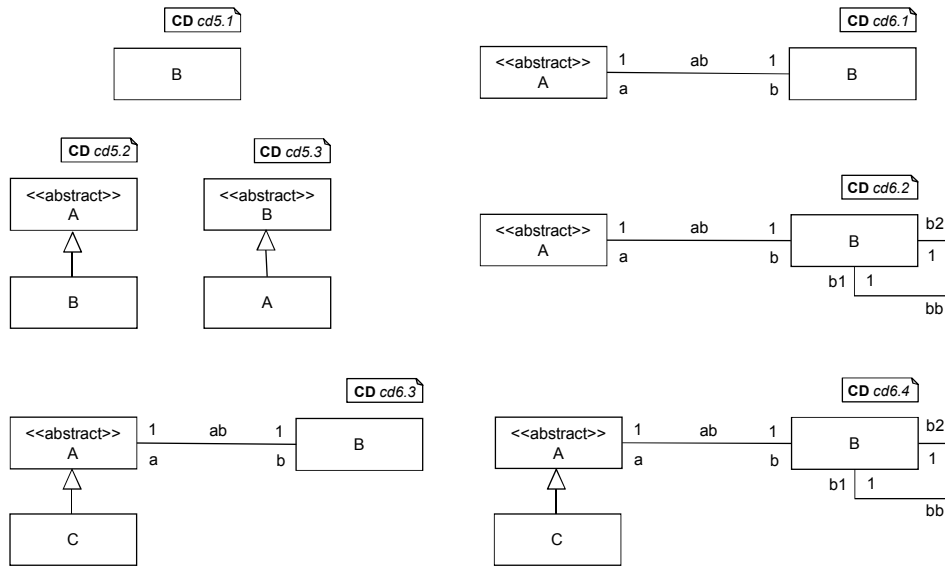 CD cd5.1
B
CD cd5.2
<<abstract>>
A
B
CD cd5.3
<<abstract>>
B
A
CD cd6.1
<<abstract>>
A
1 ab 1
a b
B
CD cd6.2
<<abstract>>
A
1 ab 1
a b
B
b2
1
b1 1
bb
CD cd6.3
<<abstract>>
A
1 ab 1
a b
B
C
CD cd6.4
<<abstract>>
A
1 ab 1
a b
B
b2
1
b1 1
bb
C